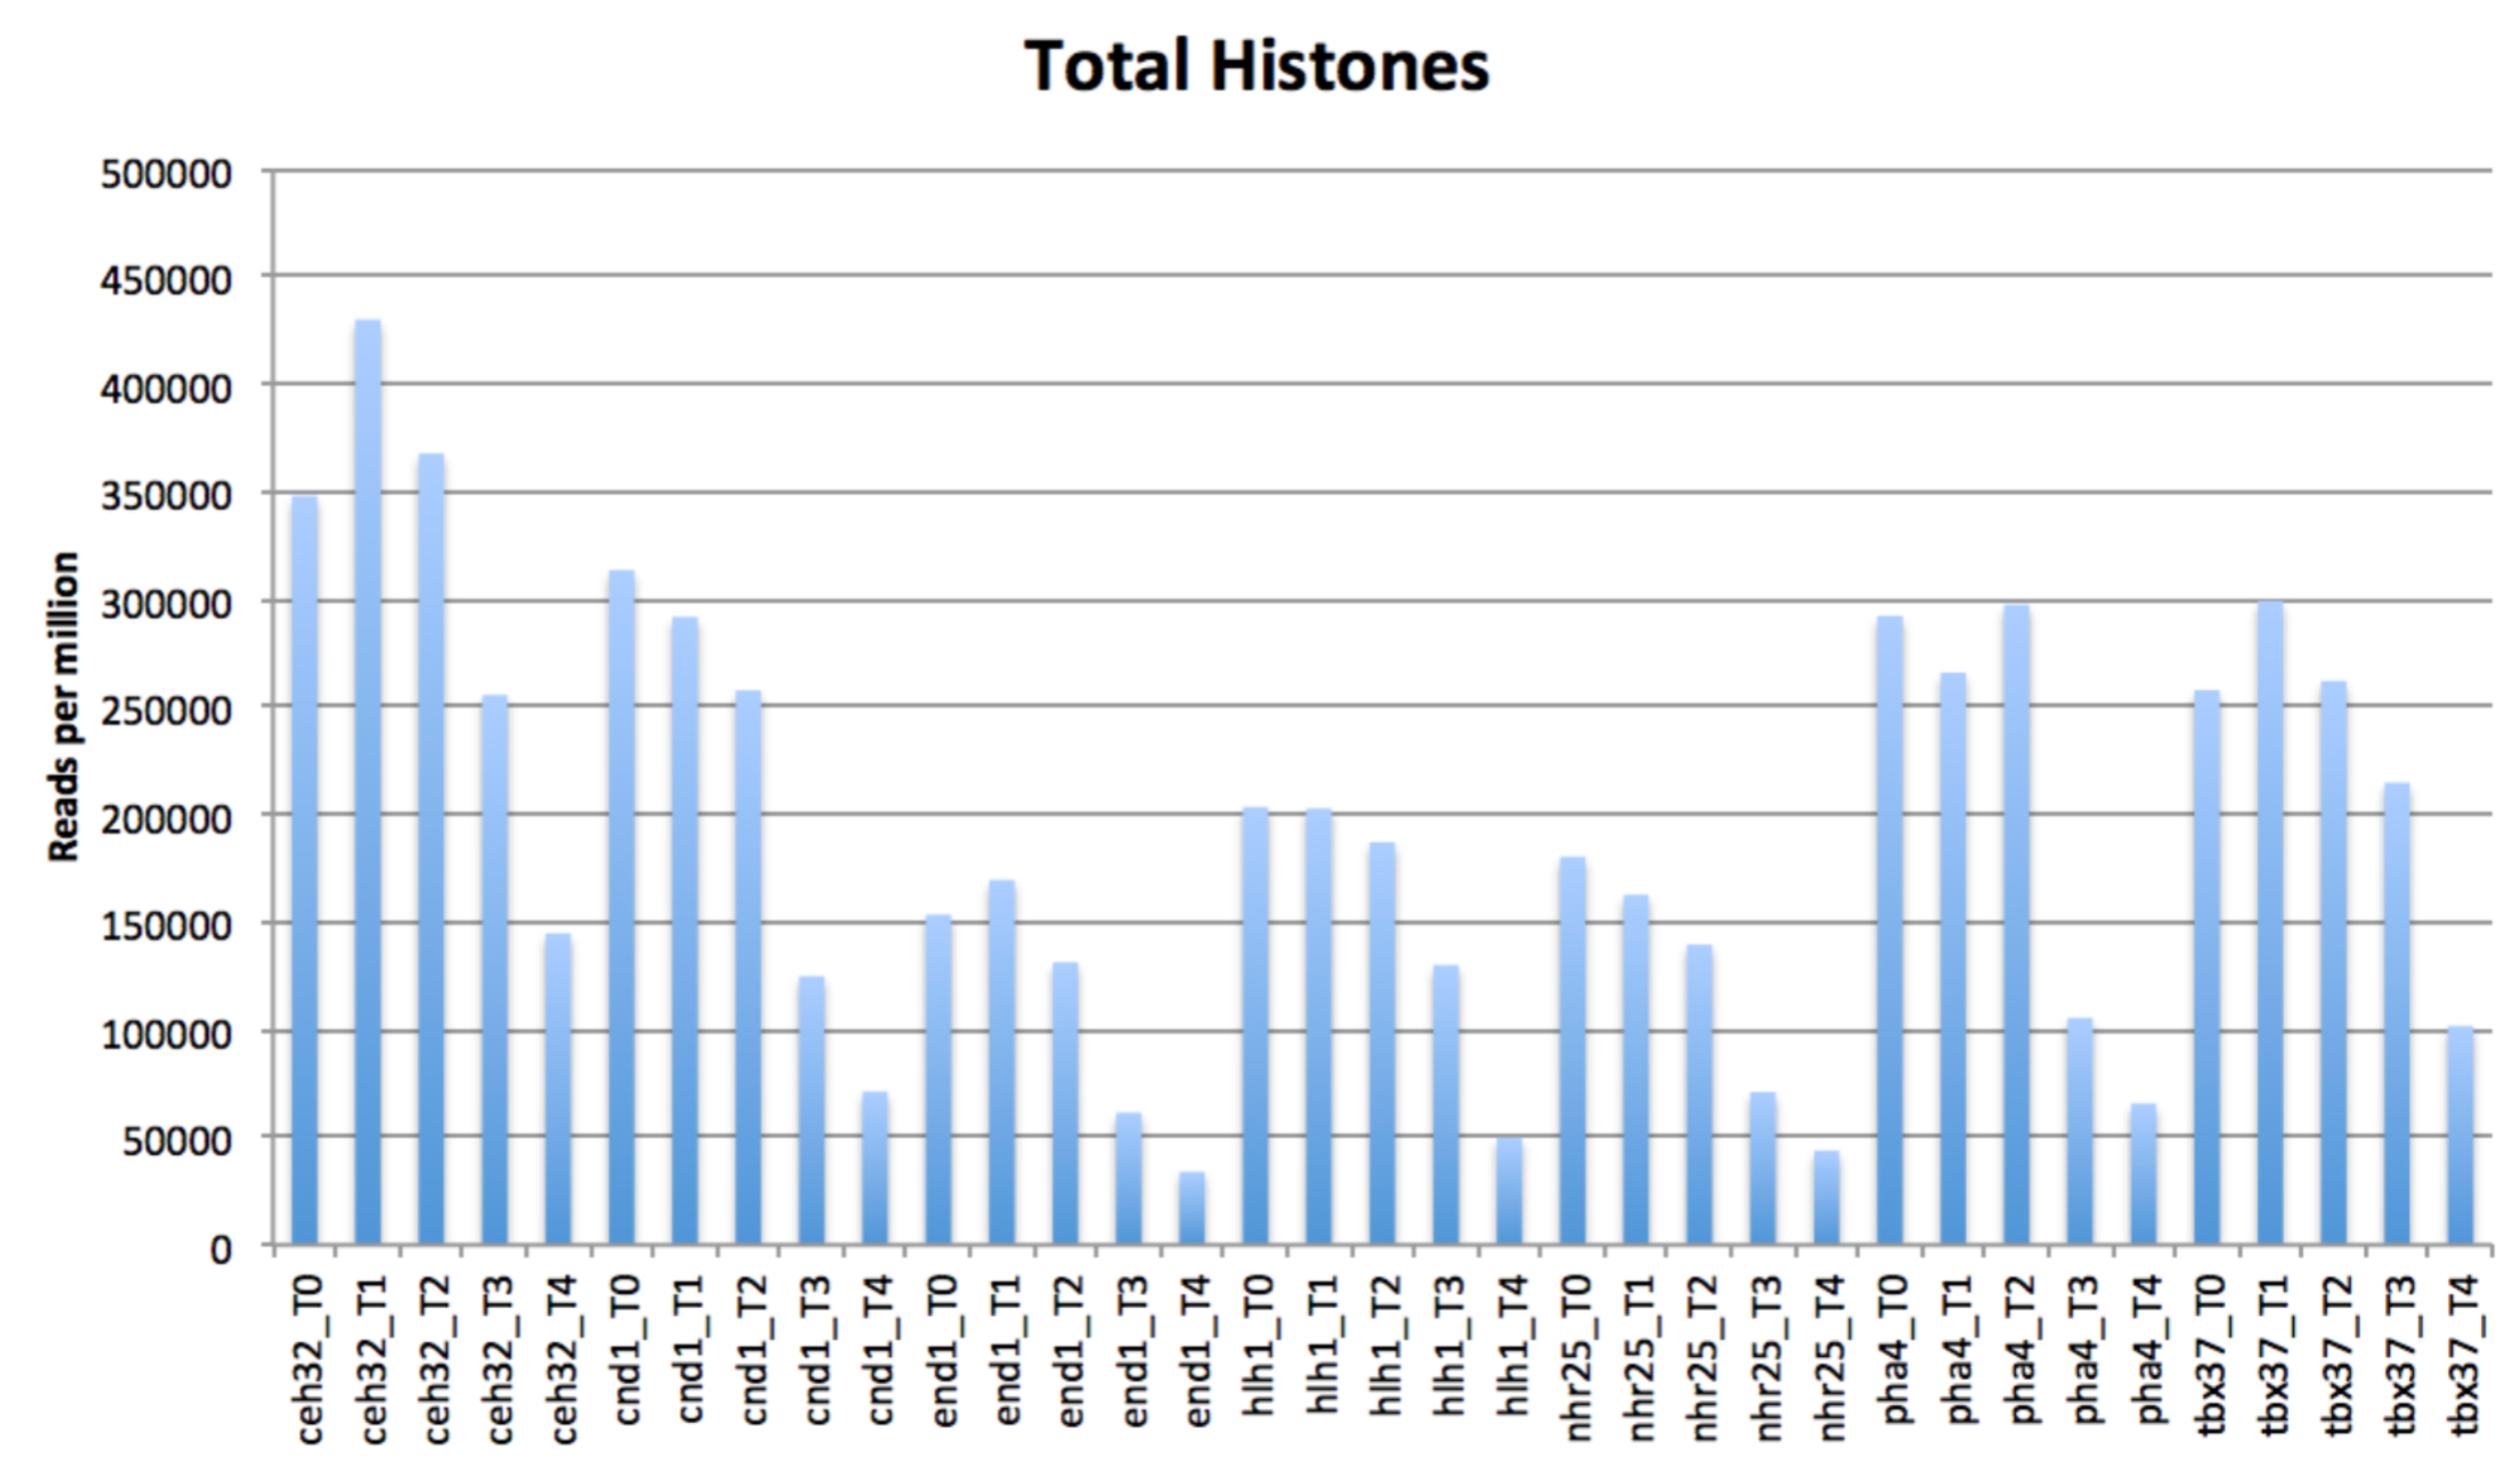 Total Histones
500000
450000
400000
350000
300000
250000
200000
150000
100000
50000
0
Reads per million
ceh32_T0
ceh32_T1
ceh32_T2
ceh32_T3
ceh32_T4
cnd1_T0
cnd1_T1
cnd1_T2
cnd1_T3
cnd1_T4
end1_T0
end1_T1
end1_T2
end1_T3
end1_T4
hlh1_T0
hlh1_T1
hlh1_T2
hlh1_T3
hlh1_T4
nhr25_T0
nhr25_T1
nhr25_T2
nhr25_T3
nhr25_T4
pha4_T0
pha4_T1
pha4_T2
pha4_T3
pha4_T4
tbx37_T0
tbx37_T1
tbx37_T2
tbx37_T3
tbx37_T4